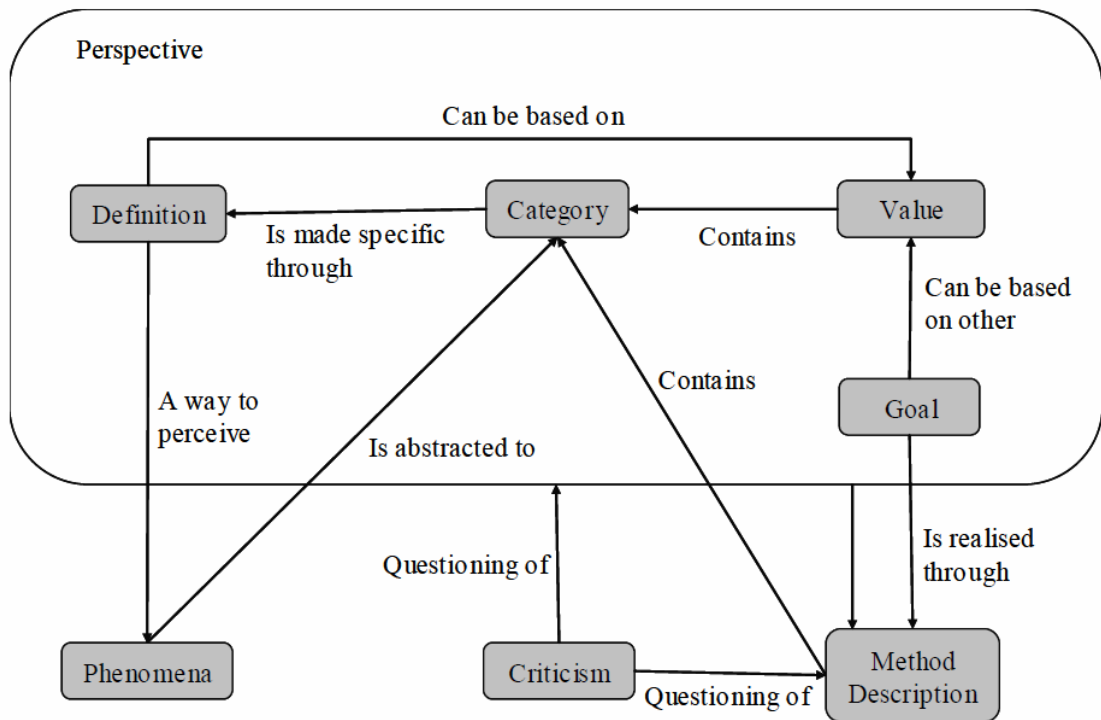 Perspective
Can be based on
Definition
Category
Value
Is made specific
through
Contains
Can be based
on other
A way to
perceive
Contains
Goal
Is abstracted to
Questioning of
Is realised
through
Phenomena
Criticism
Method
Description
Questioning of